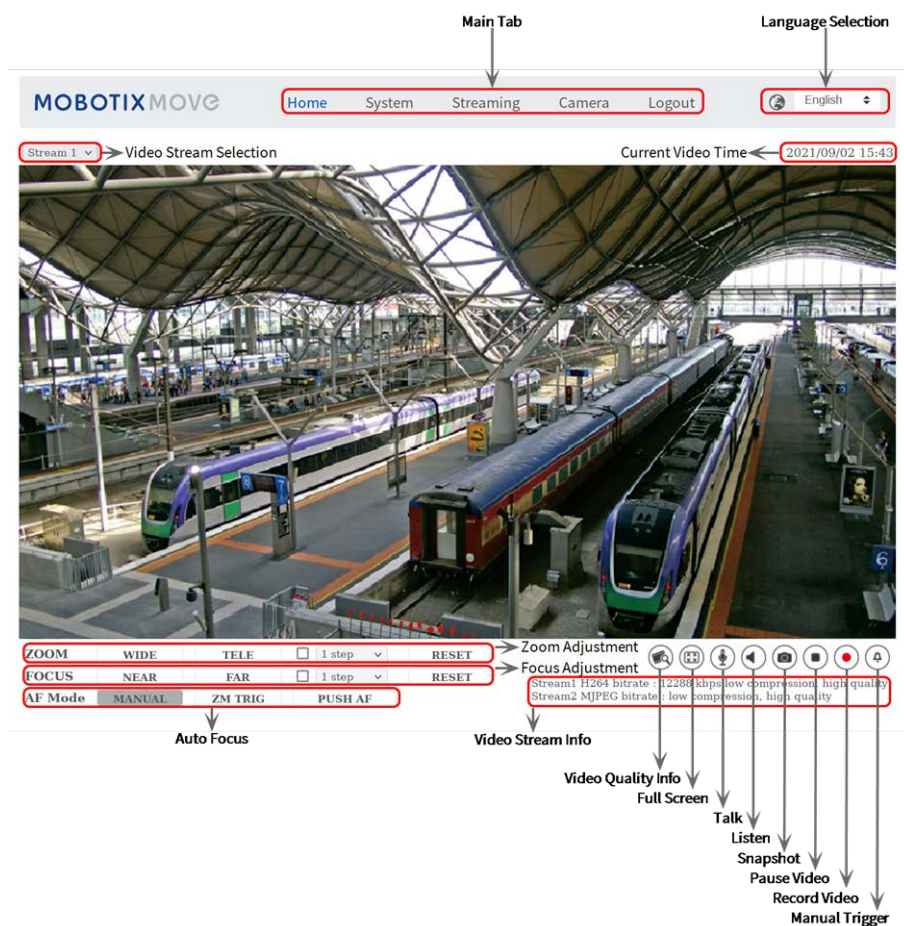 Main Tab
Language Selection
MOBOTIX MOVE
Home System Streaming Camera Logout
English
Stream 1
Video Stream Selection
Current Video Time
2021/09/02 15:43
6
ZOOM WIDE TELE 1 step RESET
Zoom Adjustment
FOCUS NEAR FAR 1 step RESET
Focus Adjustment
AF Mode MANUAL ZM TRIG PUSH AF
Stream1 H264 bitrate : 12288 kbps low compression, high quality
Stream2 MJPEG bitrate : low compression, high quality
Auto Focus
Video Stream Info
Video Quality Info
Full Screen
Talk
Listen
Snapshot
Pause Video
Record Video
Manual Trigger